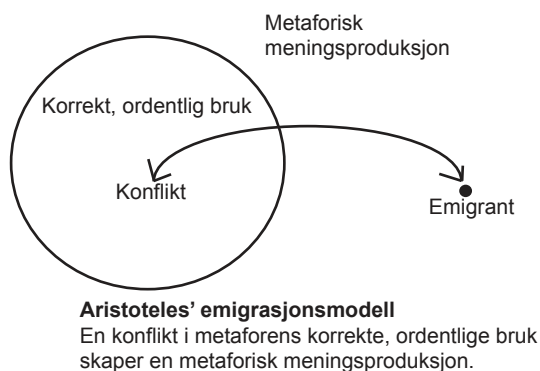 Metaforisk
meningsproduksjon
Korrekt, ordentlig bruk
Konflikt
Emigrant
Aristoteles’ emigrasjonsmodell
En konflikt i metaforens korrekte, ordentlige bruk
skaper en metaforisk meningsproduksjon.